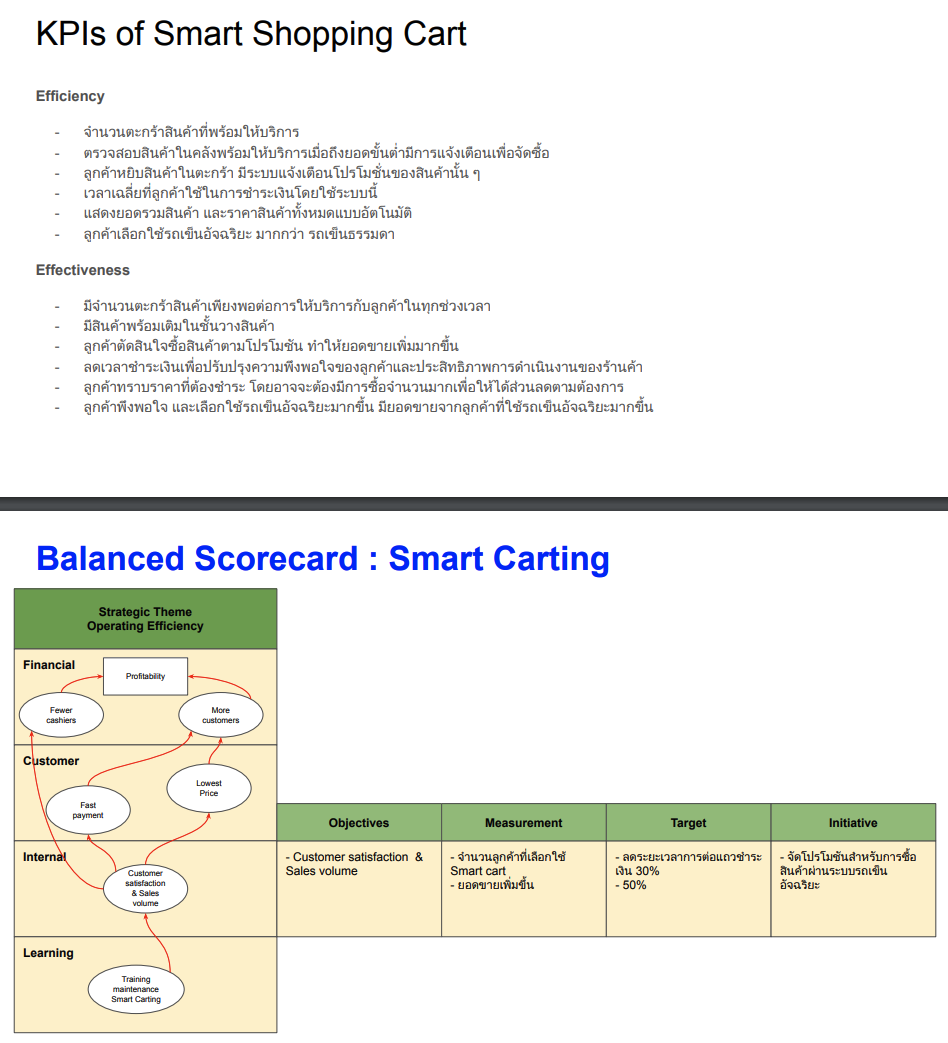 KPIs of Smart Shopping Cart
Efficiency
- จำนวนตะกร้าสินค้าที่พร้อมให้บริการ
- ตรวจสอบสินค้าในคลังพร้อมให้บริการเมื่อถึงยอดขั้นต่ำมีการแจ้งเตือนเพื่อจัดซื้อ
- ลูกค้าหยิบสินค้าในตะกร้า มีระบบแจ้งเตือนโปรโมชั่นของสินค้านั้น ๆ
- เวลาเฉลี่ยที่ลูกค้าใช้ในการชำระเงินโดยใช้ระบบนี้
- แสดงยอดรวมสินค้า และราคาสินค้าทั้งหมดแบบอัตโนมัติ
- ลูกค้าเลือกใช้รถเข็นอัจฉริยะ มากกว่า รถเข็นธรรมดา
Effectiveness
- มีจำนวนตะกร้าสินค้าเพียงพอต่อการให้บริการกับลูกค้าในทุกช่วงเวลา
- มีสินค้าพร้อมเติมในชั้นวางสินค้า
- ลูกค้าตัดสินใจซื้อสินค้าตามโปรโมชัน ทำให้ยอดขายเพิ่มมากขึ้น
- ลดเวลาชำระเงินเพื่อปรับปรุงความพึงพอใจของลูกค้าและประสิทธิภาพการดำเนินงานของร้านค้า
- ลูกค้าทราบราคาที่ต้องชำระ โดยอาจจะต้องมีการซื้อจำนวนมากเพื่อให้ได้ส่วนลดตามต้องการ
- ลูกค้าพึงพอใจ และเลือกใช้รถเข็นอัจฉริยะมากขึ้น มียอดขายจากลูกค้าที่ใช้รถเข็นอัจฉริยะมากขึ้น
Balanced Scorecard : Smart Carting
Strategic Theme
Operating Efficiency
Financial
Profitability
Fewer
cashiers
More
customers
Customer
Lowest
Price
Fast
payment
Internal
Customer
satisfaction
& Sales
volume
Learning
Training
maintenance
Smart Carting
Objectives
Measurement
Target
Initiative
- Customer satisfaction &
Sales volume
- จำนวนลูกค้าที่เลือกใช้
Smart cart
- ยอดขายเพิ่มขึ้น
- ลดระยะเวลาการต่อแถวชำระ
เงิน 30%
- 50%
- จัดโปรโมชันสำหรับการซื้อ
สินค้าผ่านระบบรถเข็น
อัจฉริยะ